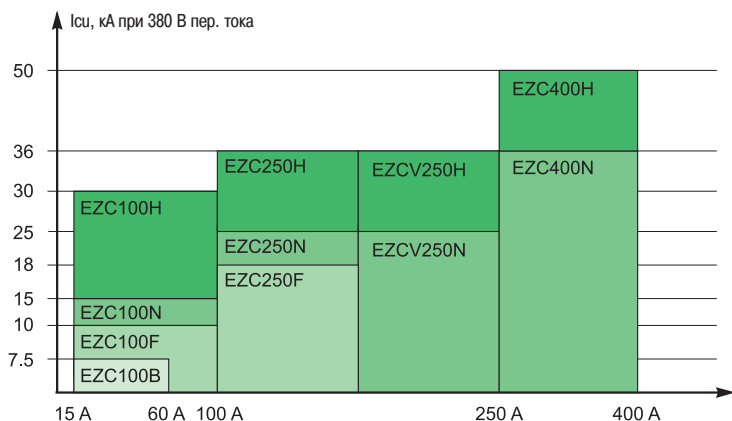 Icu, кА при 380 В пер. тока
50
EZC400H
36
EZC250H
EZCV250H
EZC400N
30
EZC100H
25
EZC250N
EZCV250N
18
EZC250F
15
EZC100N
10
EZC100F
7.5
EZC100B
15 A
60 A
100 A
250 A
400 A